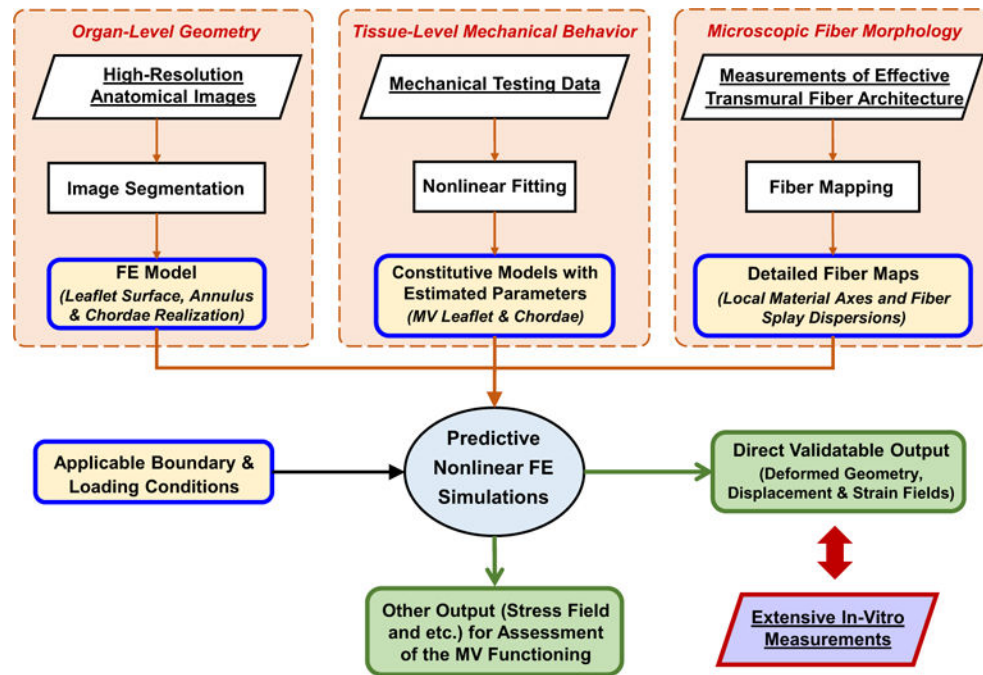 Organ-Level Geometry
High-Resolution
Anatomical Images
Image Segmentation
FE Model
(Leaflet Surface, Annulus
& Chordae Realization)
Tissue-Level Mechanical Behavior
Mechanical Testing Data
Nonlinear Fitting
Constitutive Models with
Estimated Parameters
(MV Leaflet & Chordae)
Microscopic Fiber Morphology
Measurements of Effective
Transmural Fiber Architecture
Fiber Mapping
Detailed Fiber Maps
(Local Material Axes and Fiber
Splay Dispersions)
Applicable Boundary &
Loading Conditions
Predictive
Nonlinear FE
Simulations
Direct Validatable Output
(Deformed Geometry,
Displacement & Strain Fields)
Other Output (Stress Field
and etc.) for Assessment
of the MV Functioning
Extensive In-Vitro
Measurements